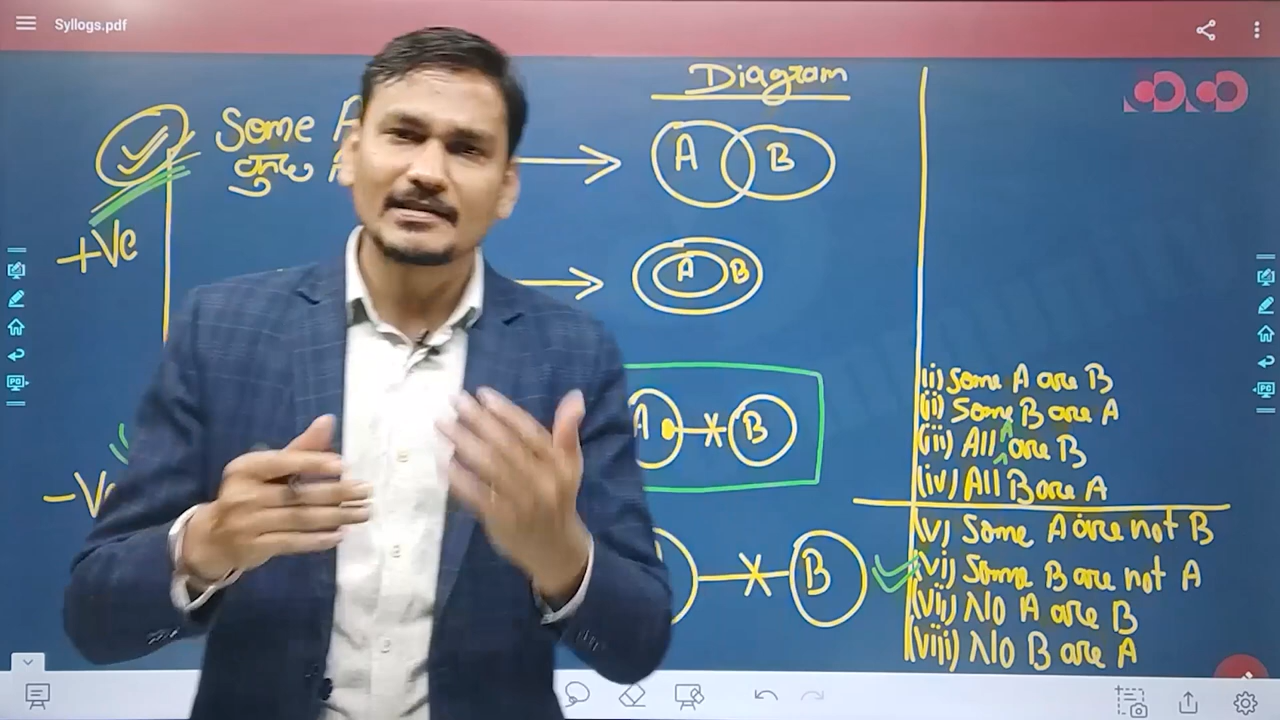 Syllogs.pdf
Diagram
Some A
कुछ
A B
+Ve
A B
A B
-Ve
B
(i) Some A are B
(ii) Some B are A
(iii) All are B
(iv) All B are A
(v) Some A are not B
(vi) Some B are not A
(vii) No A are B
(viii) No B are A